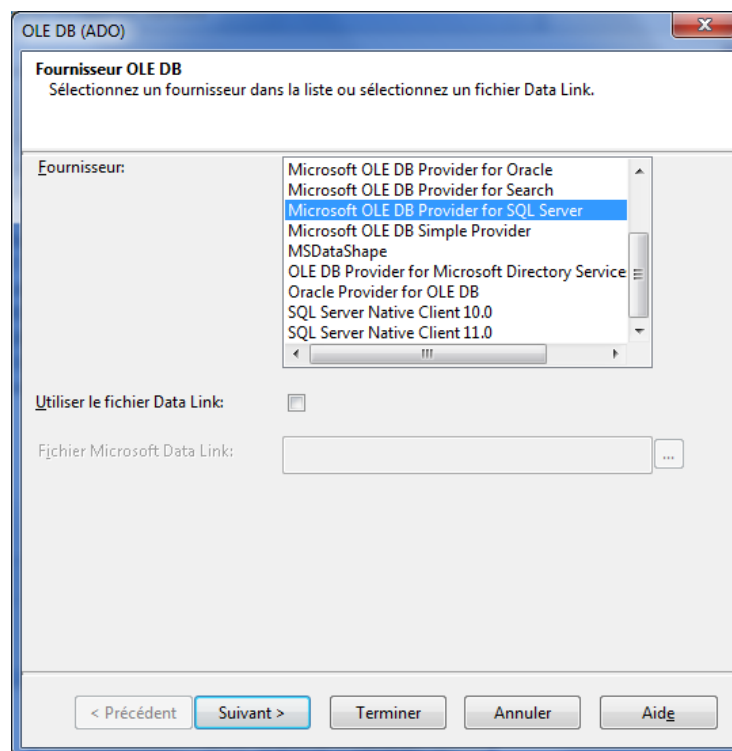 OLE DB (ADO)
Fournisseur OLE DB
Sélectionnez un fournisseur dans la liste ou sélectionnez un fichier Data Link.
Fournisseur:
Microsoft OLE DB Provider for Oracle
Microsoft OLE DB Provider for Search
Microsoft OLE DB Provider for SQL Server
Microsoft OLE DB Simple Provider
MSDataShape
OLE DB Provider for Microsoft Directory Service
Oracle Provider for OLE DB
SQL Server Native Client 10.0
SQL Server Native Client 11.0
Utiliser le fichier Data Link:
Fichier Microsoft Data Link:
...
< Précédent
Suivant >
Terminer
Annuler
Aide